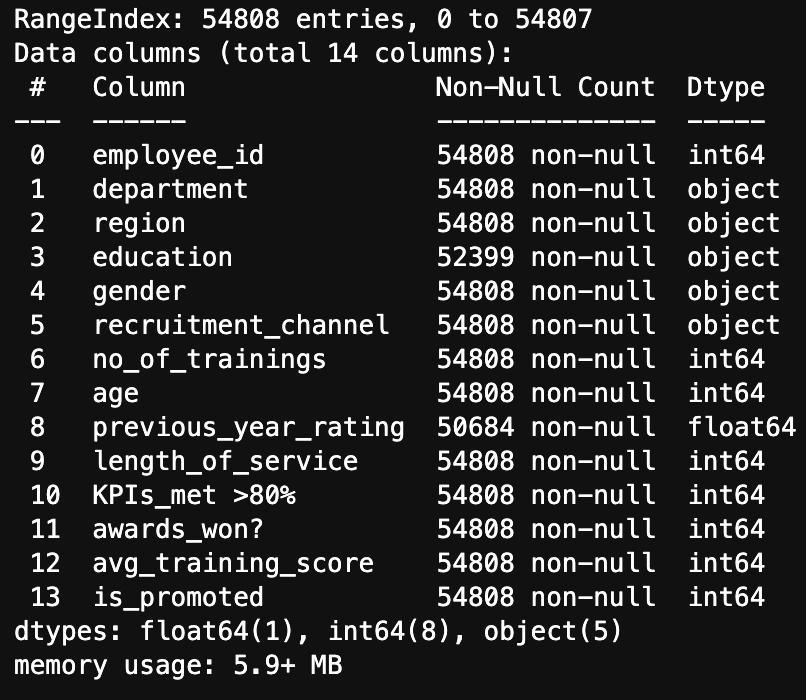 RangeIndex: 54808 entries, 0 to 54807
Data columns (total 14 columns):
 #   Column                Non-Null Count  Dtype
---  ------                --------------  -----
 0   employee_id           54808 non-null  int64
 1   department            54808 non-null  object
 2   region                54808 non-null  object
 3   education             52399 non-null  object
 4   gender                54808 non-null  object
 5   recruitment_channel   54808 non-null  object
 6   no_of_trainings       54808 non-null  int64
 7   age                   54808 non-null  int64
 8   previous_year_rating  50684 non-null  float64
 9   length_of_service     54808 non-null  int64
 10  KPIs_met >80%         54808 non-null  int64
 11  awards_won?           54808 non-null  int64
 12  avg_training_score    54808 non-null  int64
 13  is_promoted           54808 non-null  int64
dtypes: float64(1), int64(8), object(5)
memory usage: 5.9+ MB